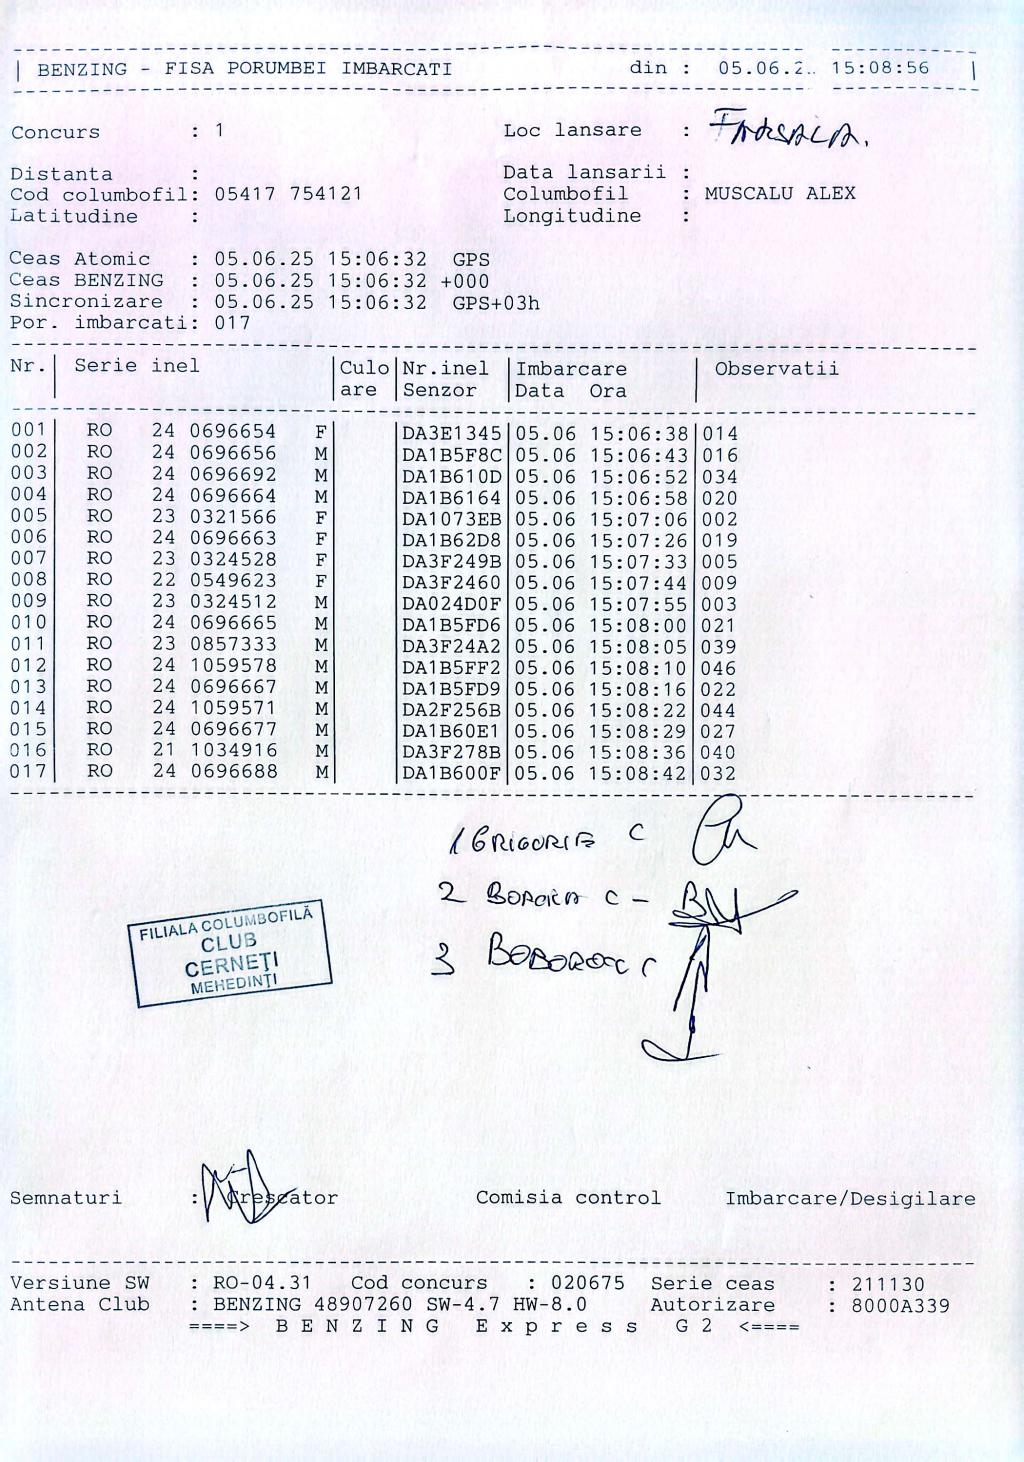 BENZING - FISA PORUMBEI IMBARCATI din : 05.06.2 15:08:56
Concurs : 1 Loc lansare : FARSALA.
Distanta : Data lansarii :
Cod columbofil: 05417 754121 Columbofil : MUSCALU ALEX
Latitudine : Longitudine :
Ceas Atomic : 05.06.25 15:06:32 GPS
Ceas BENZING : 05.06.25 15:06:32 +000
Sincronizare : 05.06.25 15:06:32 GPS+03h
Por. imbarcati: 017
Nr. Serie inel Culo Nr.inel Imbarcare Observatii
are Senzor Data Ora
001 RO 24 0696654 F DA3E1345 05.06 15:06:38 014
002 RO 24 0696656 M DA1B5F8C 05.06 15:06:43 016
003 RO 24 0696692 M DA1B610D 05.06 15:06:52 034
004 RO 24 0696664 M DA1B6164 05.06 15:06:58 020
005 RO 23 0321566 F DA1073EB 05.06 15:07:06 002
006 RO 24 0696663 F DA1B62D8 05.06 15:07:26 019
007 RO 23 0324528 F DA3F249B 05.06 15:07:33 005
008 RO 22 0549623 F DA3F2460 05.06 15:07:44 009
009 RO 23 0324512 M DA024D0F 05.06 15:07:55 003
010 RO 24 0696665 M DA1B5FD6 05.06 15:08:00 021
011 RO 23 0857333 M DA3F24A2 05.06 15:08:05 039
012 RO 24 1059578 M DA1B5FF2 05.06 15:08:10 046
013 RO 24 0696667 M DA1B5FD9 05.06 15:08:16 022
014 RO 24 1059571 M DA2F256B 05.06 15:08:22 044
015 RO 24 0696677 M DA1B60E1 05.06 15:08:29 027
016 RO 21 1034916 M DA3F278B 05.06 15:08:36 040
017 RO 24 0696688 M DA1B600F 05.06 15:08:42 032
1 GRIGORIE C
2 C -
3
FILIALA COLUMBOFILĂ
CLUB
CERNEȚI
MEHEDINȚI
Semnaturi : Crescator Comisia control Imbarcare/Desigilare
Versiune SW : RO-04.31 Cod concurs : 020675 Serie ceas : 211130
Antena Club : BENZING 48907260 SW-4.7 HW-8.0 Autorizare : 8000A339
====> B E N Z I N G E x p r e s s G 2 <====